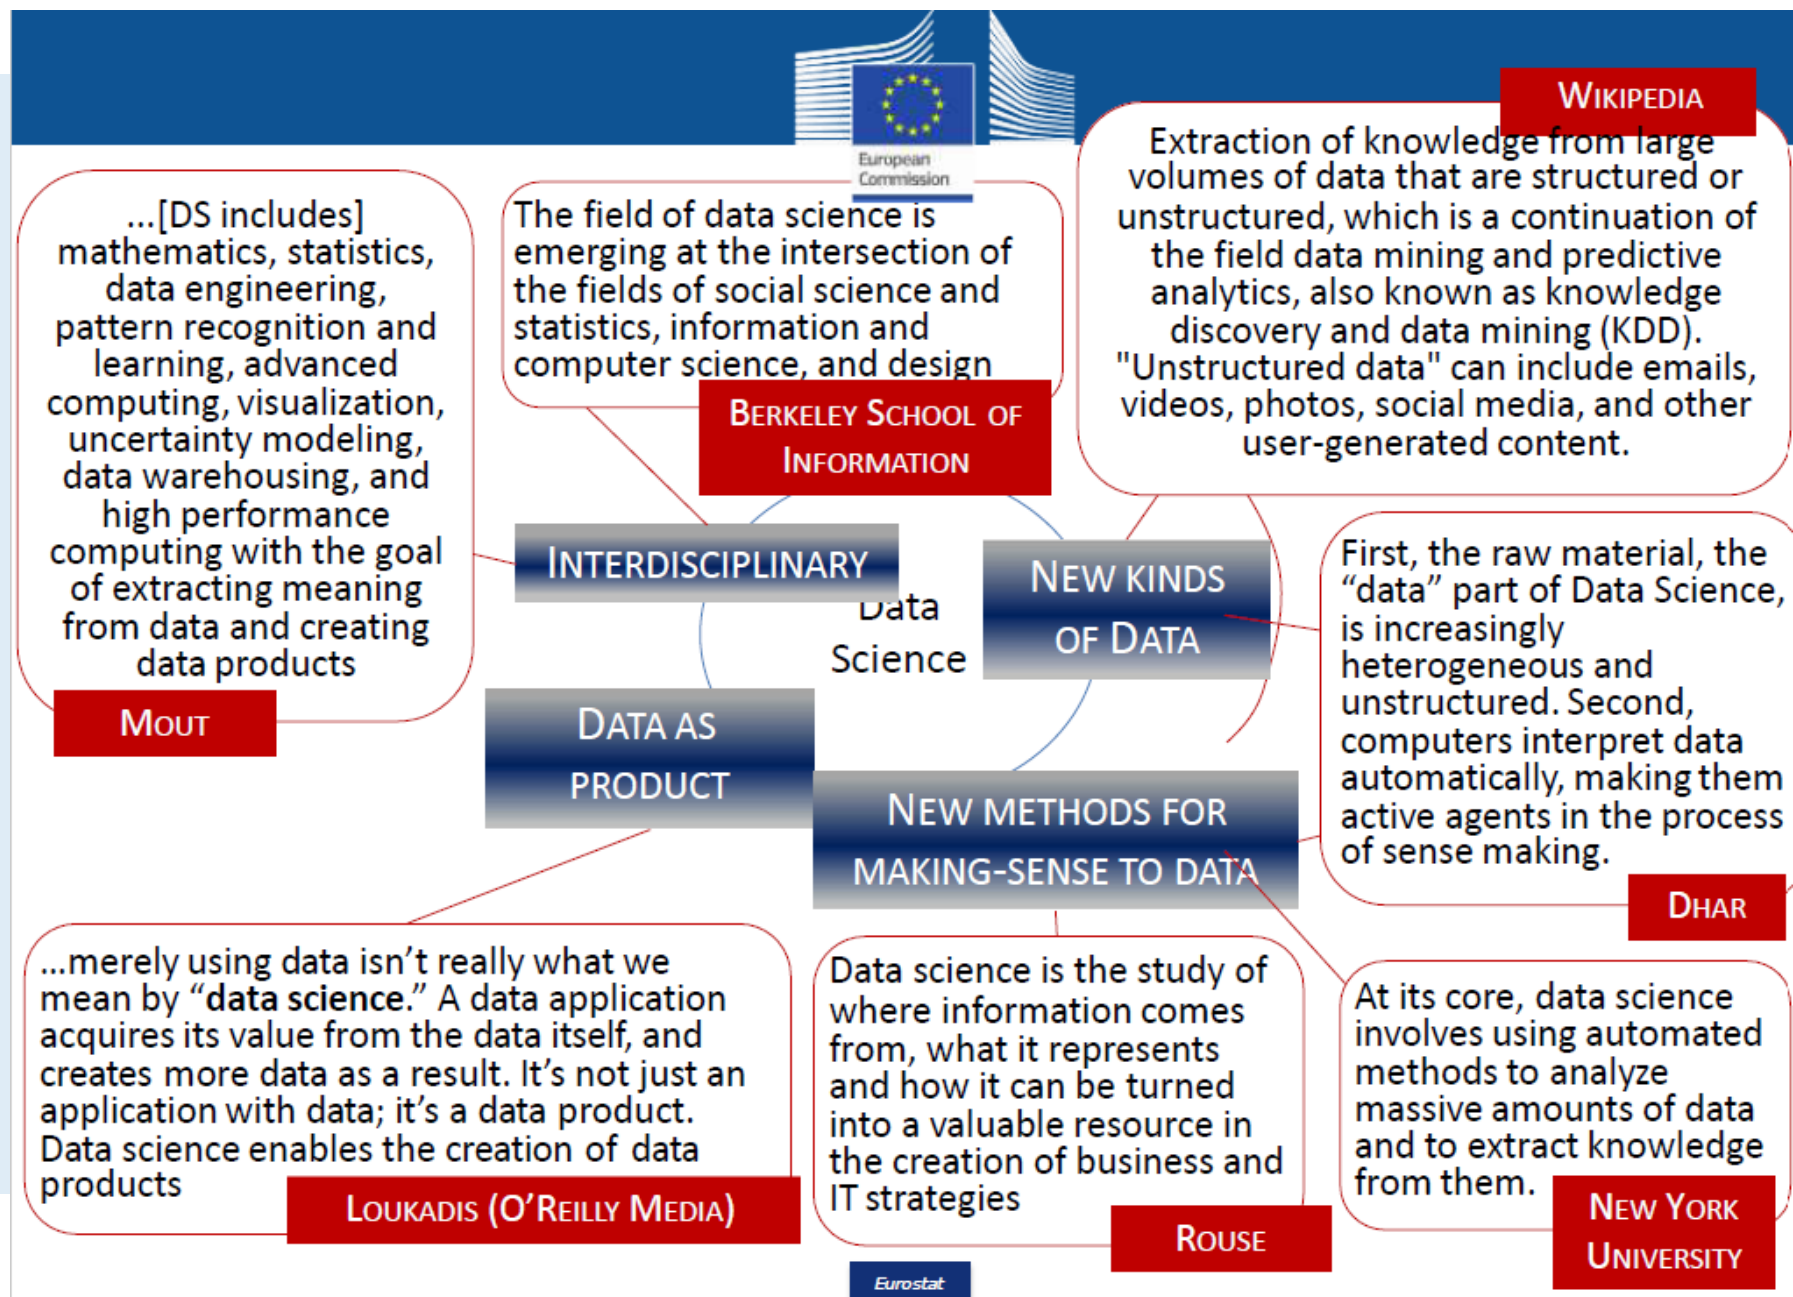 European
Commission
WIKIPEDIA
Extraction of knowledge from large
volumes of data that are structured or
unstructured, which is a continuation of
the field data mining and predictive
analytics, also known as knowledge
discovery and data mining (KDD).
"Unstructured data" can include emails,
videos, photos, social media, and other
user-generated content.
...[DS includes]
mathematics, statistics,
data engineering,
pattern recognition and
learning, advanced
computing, visualization,
uncertainty modeling,
data warehousing, and
high performance
computing with the goal
of extracting meaning
from data and creating
data products
MOUT
The field of data science is
emerging at the intersection of
the fields of social science and
statistics, information and
computer science, and design
BERKELEY SCHOOL OF
INFORMATION
INTERDISCIPLINARY
Data
Science
NEW KINDS
OF DATA
DATA AS
PRODUCT
NEW METHODS FOR
MAKING-SENSE TO DATA
First, the raw material, the
“data” part of Data Science,
is increasingly
heterogeneous and
unstructured. Second,
computers interpret data
automatically, making them
active agents in the process
of sense making.
DHAR
...merely using data isn’t really what we
mean by “data science.” A data application
acquires its value from the data itself, and
creates more data as a result. It’s not just an
application with data; it’s a data product.
Data science enables the creation of data
products
LOUKADIS (O’REILLY MEDIA)
Data science is the study of
where information comes
from, what it represents
and how it can be turned
into a valuable resource in
the creation of business and
IT strategies
ROUSE
At its core, data science
involves using automated
methods to analyze
massive amounts of data
and to extract knowledge
from them.
NEW YORK
UNIVERSITY
Eurostat